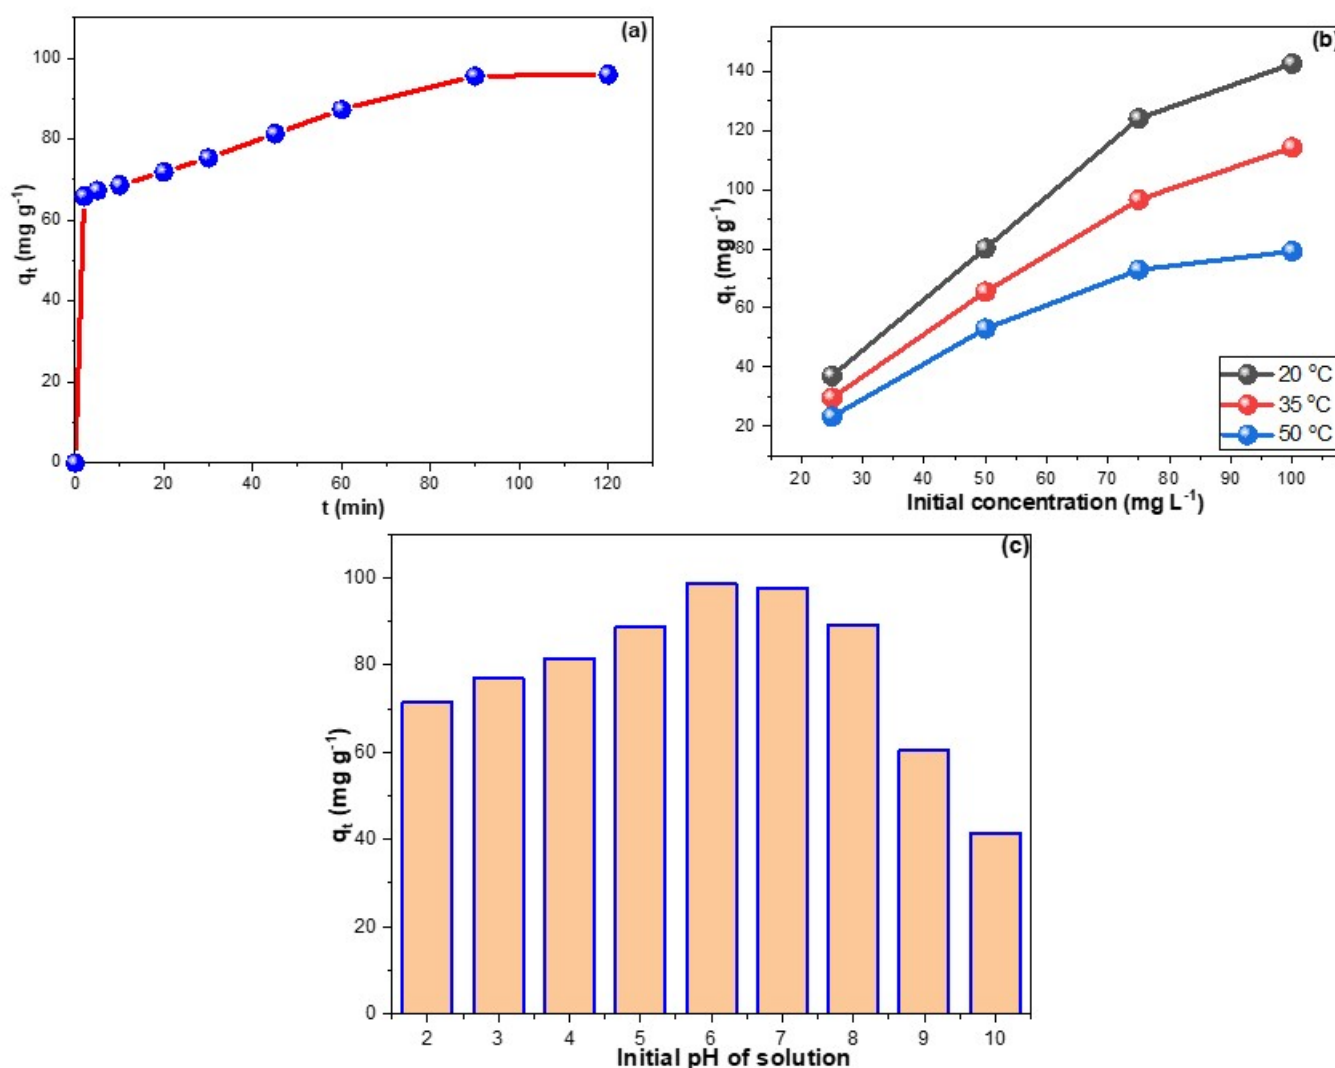 (a)
100
80
60
40
20
0
qt (mg g-1)
0 20 40 60 80 100 120
t (min)
(b)
140
120
100
80
60
40
20
qt (mg g-1)
20 °C
35 °C
50 °C
20 30 40 50 60 70 80 90 100
Initial concentration (mg L-1)
(c)
100
80
60
40
20
0
qt (mg g-1)
2 3 4 5 6 7 8 9 10
Initial pH of solution